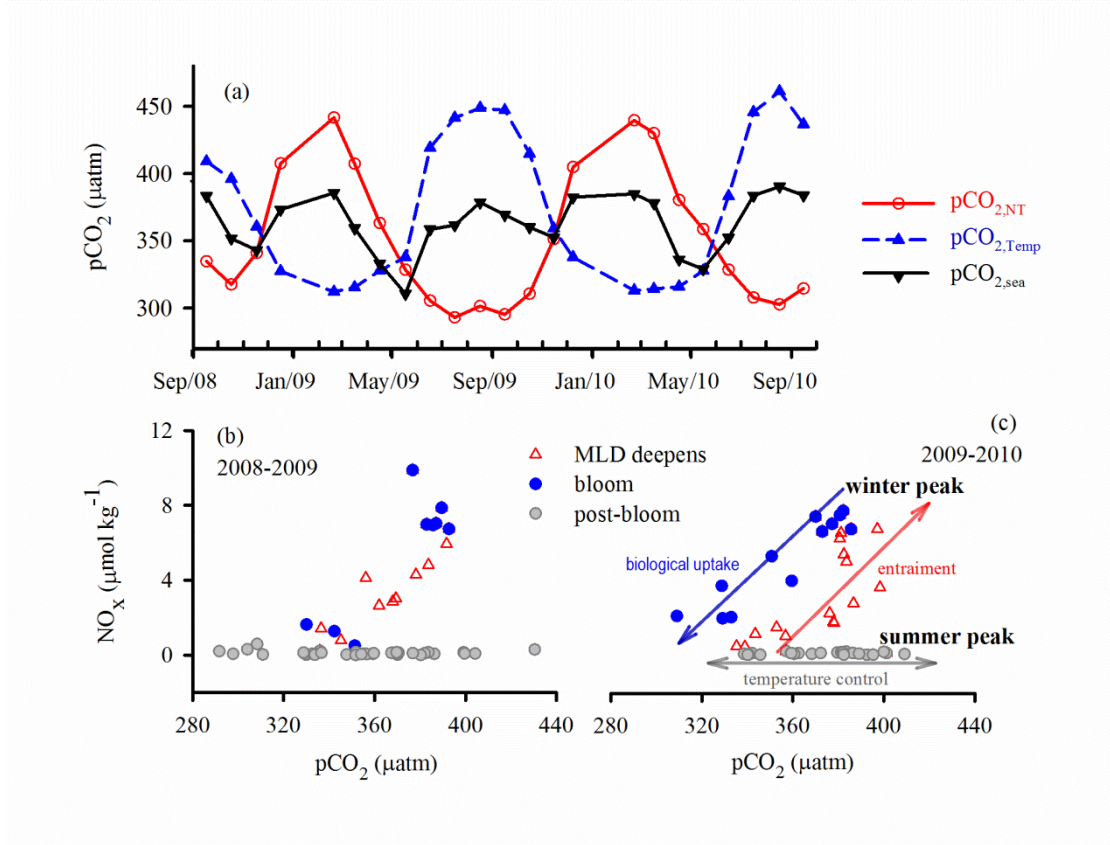 (a)
pCO2 (µatm)
450
400
350
300
Sep/08 Jan/09 May/09 Sep/09 Jan/10 May/10 Sep/10
pCO2,NT
pCO2,Temp
pCO2,sea
(b)
2008-2009
MLD deepens
bloom
post-bloom
NOx (µmol kg-1)
12
8
4
0
280 320 360 400 440
pCO2 (µatm)
(c)
2009-2010
winter peak
biological uptake
entraiment
summer peak
temperature control
280 320 360 400 440
pCO2 (µatm)